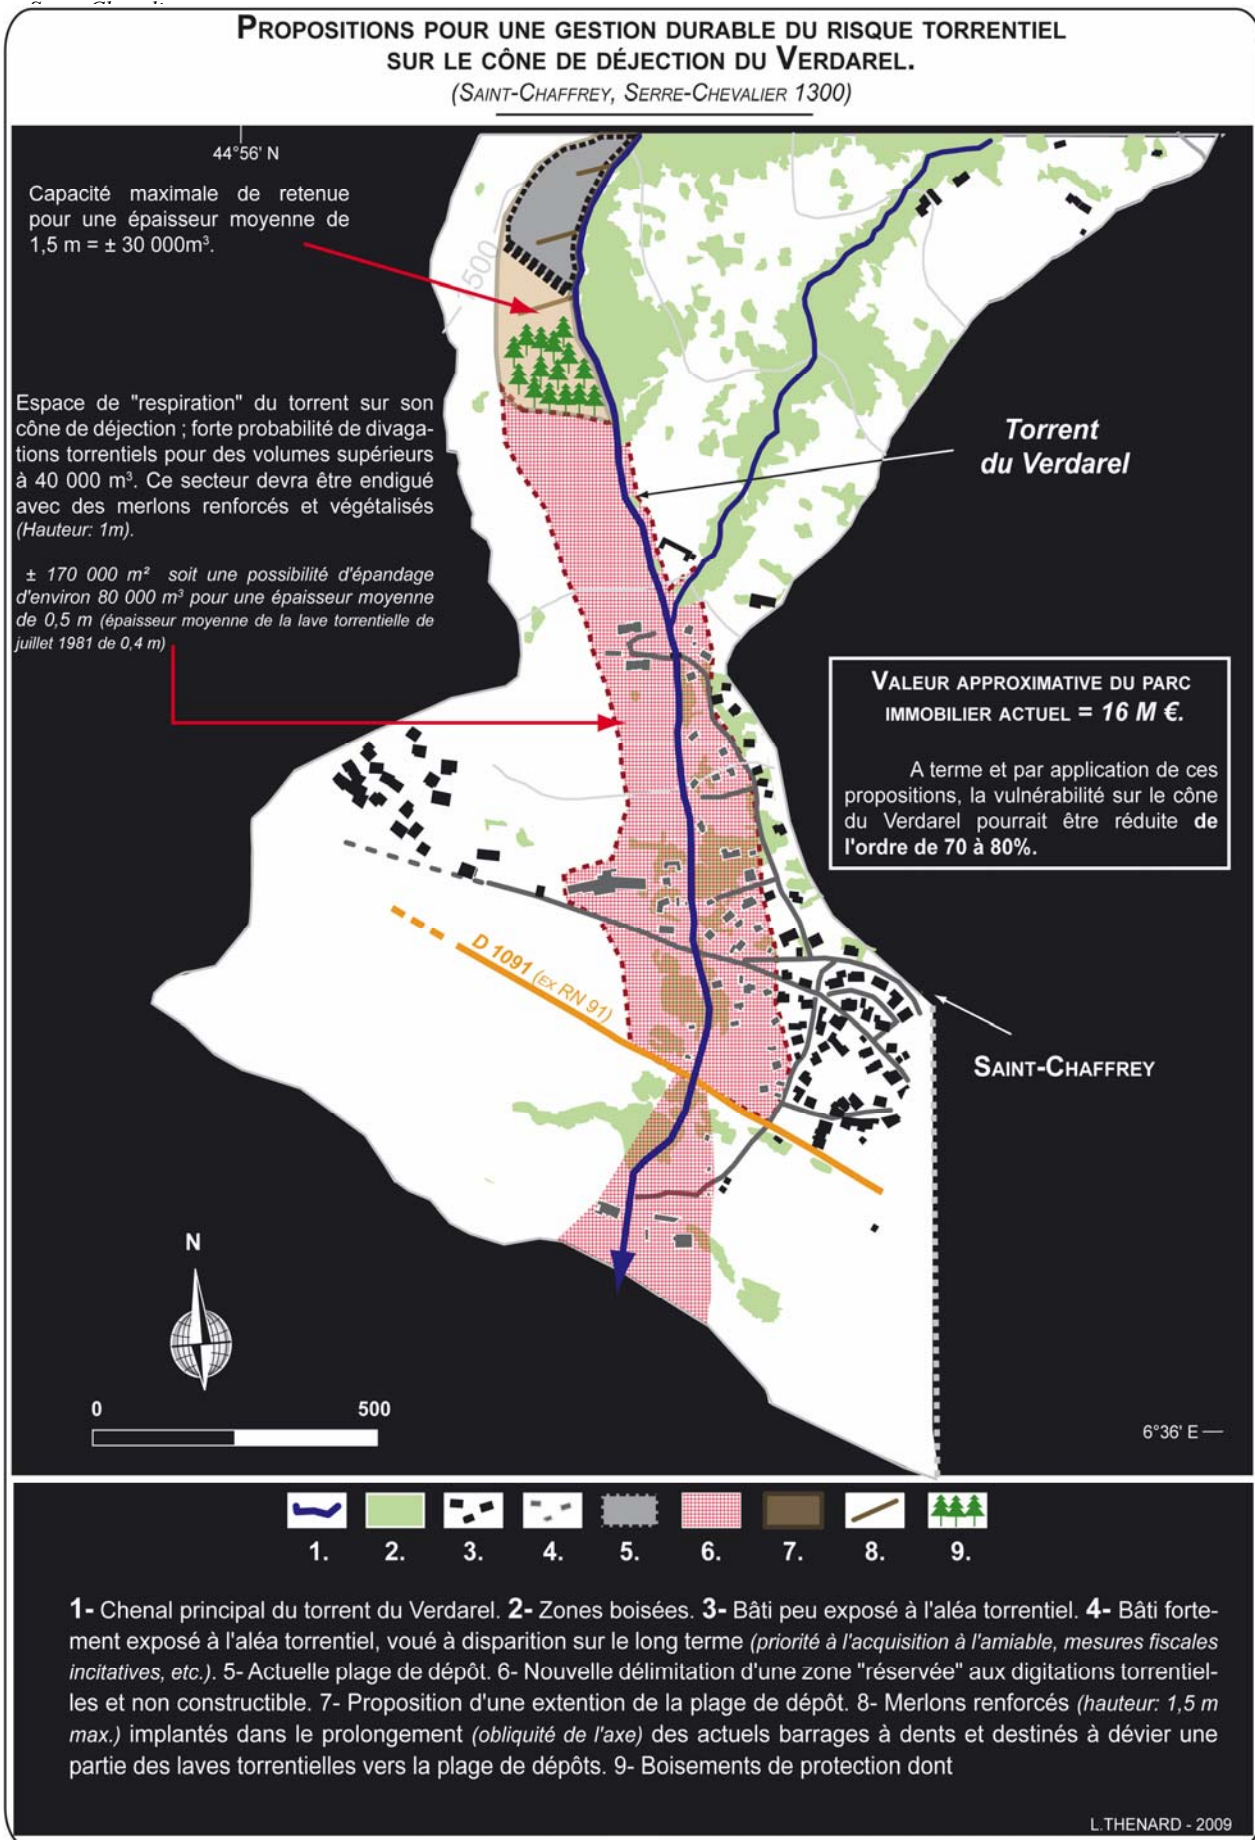 PROPOSITIONS POUR UNE GESTION DURABLE DU RISQUE TORRENTIEL
SUR LE CÔNE DE DÉJECTION DU VERDAREL.
(SAINT-CHAFFREY, SERRE-CHEVALIER 1300)
44°56' N
Capacité maximale de retenue
pour une épaisseur moyenne de
1,5 m = ± 30 000m³.
Espace de "respiration" du torrent sur son
cône de déjection ; forte probabilité de divaga-
tions torrentiels pour des volumes supérieurs
à 40 000 m³. Ce secteur devra être endigué
avec des merlons renforcés et végétalisés
(Hauteur: 1m).
± 170 000 m² soit une possibilité d'épandage
d'environ 80 000 m³ pour une épaisseur moyenne
de 0,5 m (épaisseur moyenne de la lave torrentielle de
juillet 1981 de 0,4 m)
Torrent
du Verdarel
VALEUR APPROXIMATIVE DU PARC
IMMOBILIER ACTUEL = 16 M €.
A terme et par application de ces
propositions, la vulnérabilité sur le cône
du Verdarel pourrait être réduite de
l'ordre de 70 à 80%.
D 1091 (EX RN 91)
SAINT-CHAFFREY
N
0 500
6°36' E
1. 2. 3. 4. 5. 6. 7. 8. 9.
1- Chenal principal du torrent du Verdarel. 2- Zones boisées. 3- Bâti peu exposé à l'aléa torrentiel. 4- Bâti forte-
ment exposé à l'aléa torrentiel, voué à disparition sur le long terme (priorité à l'acquisition à l'amiable, mesures fiscales
incitatives, etc.). 5- Actuelle plage de dépôt. 6- Nouvelle délimitation d'une zone "réservée" aux digitations torrentiel-
les et non constructible. 7- Proposition d'une extention de la plage de dépôt. 8- Merlons renforcés (hauteur: 1,5 m
max.) implantés dans le prolongement (obliquité de l'axe) des actuels barrages à dents et destinés à dévier une
partie des laves torrentielles vers la plage de dépôts. 9- Boisements de protection dont
L.THENARD - 2009